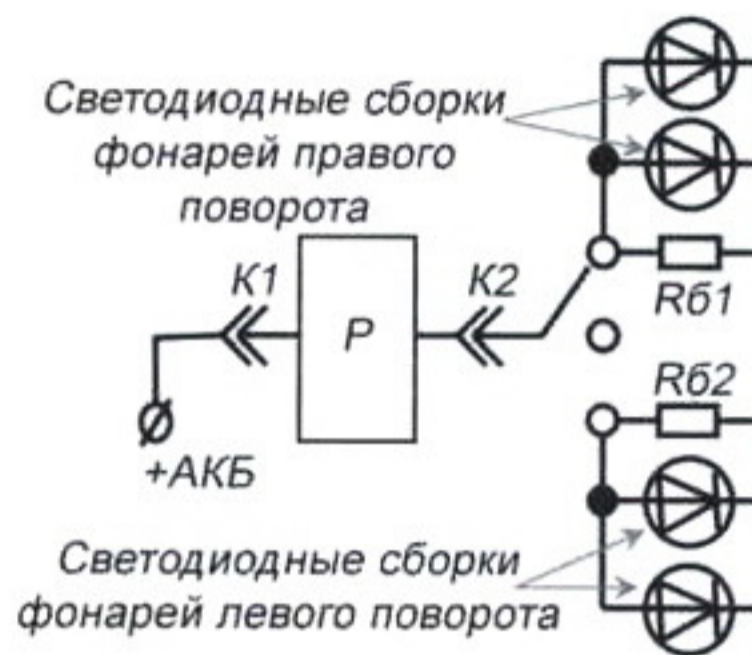 Светодиодные сборки
фонарей правого
поворота
К1
Р
К2
Rб1
Rб2
+АКБ
Светодиодные сборки
фонарей левого поворота